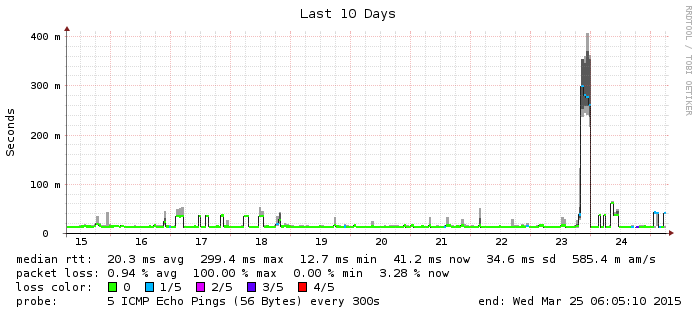 Last 10 Days
RRDTOOL / TOBI OETIKER
Seconds
400 m
300 m
200 m
100 m
0
15 16 17 18 19 20 21 22 23 24
median rtt: 20.3 ms avg 299.4 ms max 12.7 ms min 41.2 ms now 34.6 ms sd 585.4 m am/s
packet loss: 0.94 % avg 100.00 % max 0.00 % min 3.28 % now
loss color: 0 1/5 2/5 3/5 4/5
probe: 5 ICMP Echo Pings (56 Bytes) every 300s end: Wed Mar 25 06:05:10 2015